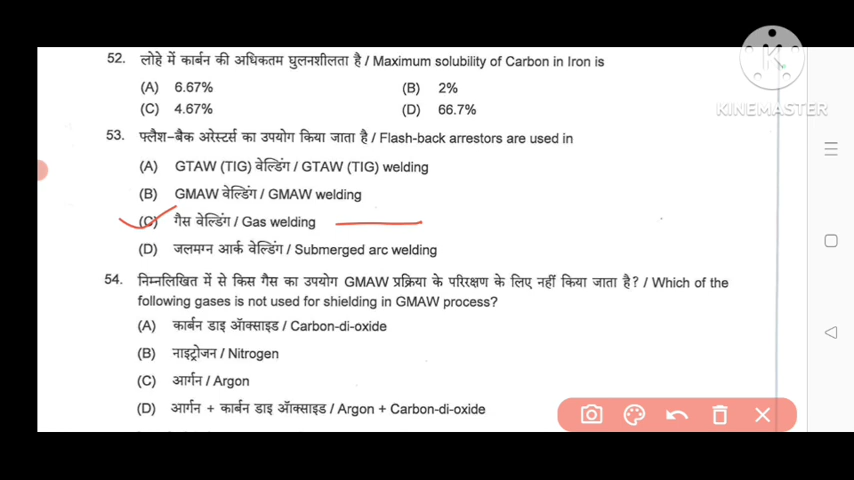 52. लोहे में कार्बन की अधिकतम घुलनशीलता है / Maximum solubility of Carbon in Iron is
(A) 6.67% (B) 2%
(C) 4.67% (D) 66.7%
53. फ्लैश-बैक अरेस्टर्स का उपयोग किया जाता है / Flash-back arrestors are used in
(A) GTAW (TIG) वेल्डिंग / GTAW (TIG) welding
(B) GMAW वेल्डिंग / GMAW welding
(C) गैस वेल्डिंग / Gas welding
(D) जलमग्न आर्क वेल्डिंग / Submerged arc welding
54. निम्नलिखित में से किस गैस का उपयोग GMAW प्रक्रिया के परिरक्षण के लिए नहीं किया जाता है? / Which of the
following gases is not used for shielding in GMAW process?
(A) कार्बन डाइ ऑक्साइड / Carbon-di-oxide
(B) नाइट्रोजन / Nitrogen
(C) आर्गन / Argon
(D) आर्गन + कार्बन डाइ ऑक्साइड / Argon + Carbon-di-oxide
K
KINEMASTER